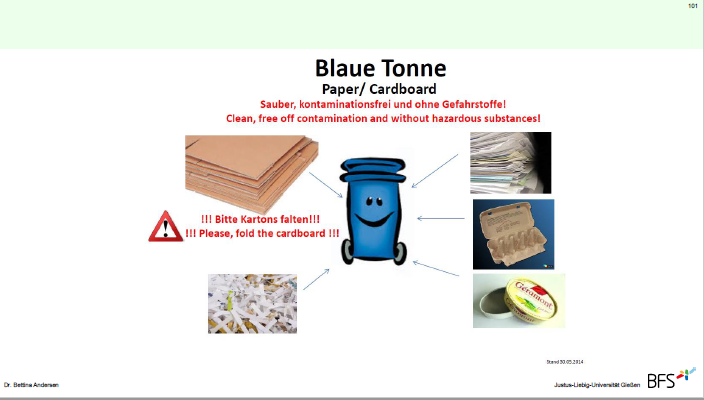 101
Blaue Tonne
Paper/ Cardboard
Sauber, kontaminationsfrei und ohne Gefahrstoffe!
Clean, free off contamination and without hazardous substances!
!!! Bitte Kartons falten!!!
!!! Please, fold the cardboard !!!
Géramont
Stand 30.05.2014
Dr. Bettina Andersen
Justus-Liebig-Universität Gießen
BFS